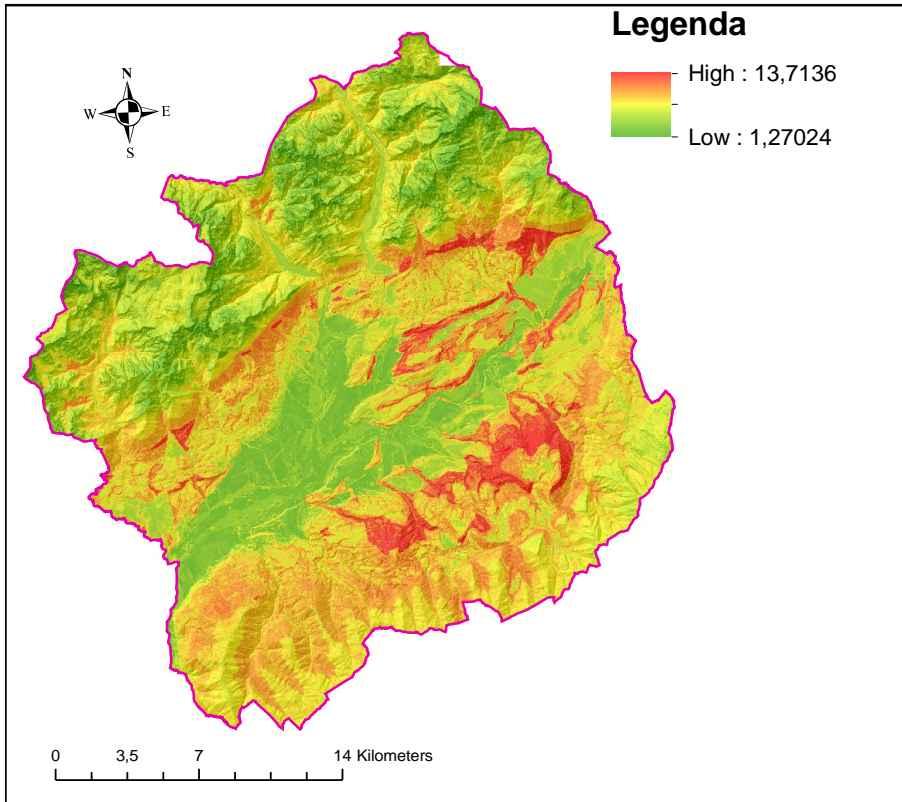 Legenda
High : 13,7136
Low : 1,27024
N
W E
S
0 3,5 7 14 Kilometers